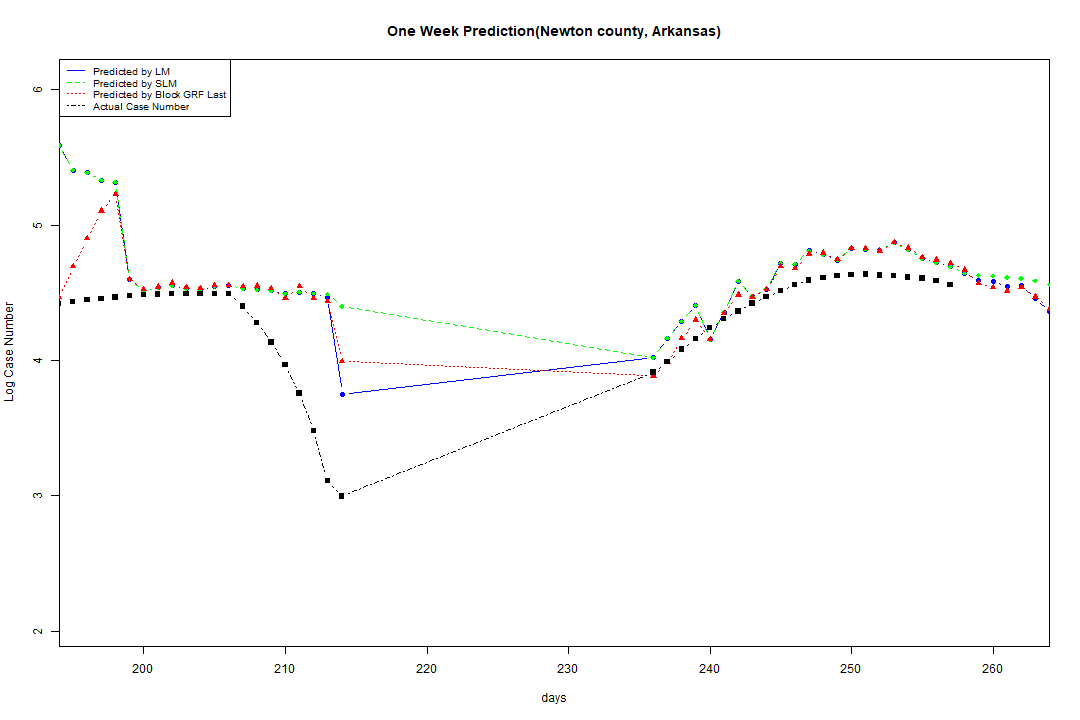 One Week Prediction(Newton county, Arkansas)
Predicted by LM
Predicted by SLM
Predicted by Block GRF Last
Actual Case Number
6
5
4
3
2
Log Case Number
200 210 220 230 240 250 260
days